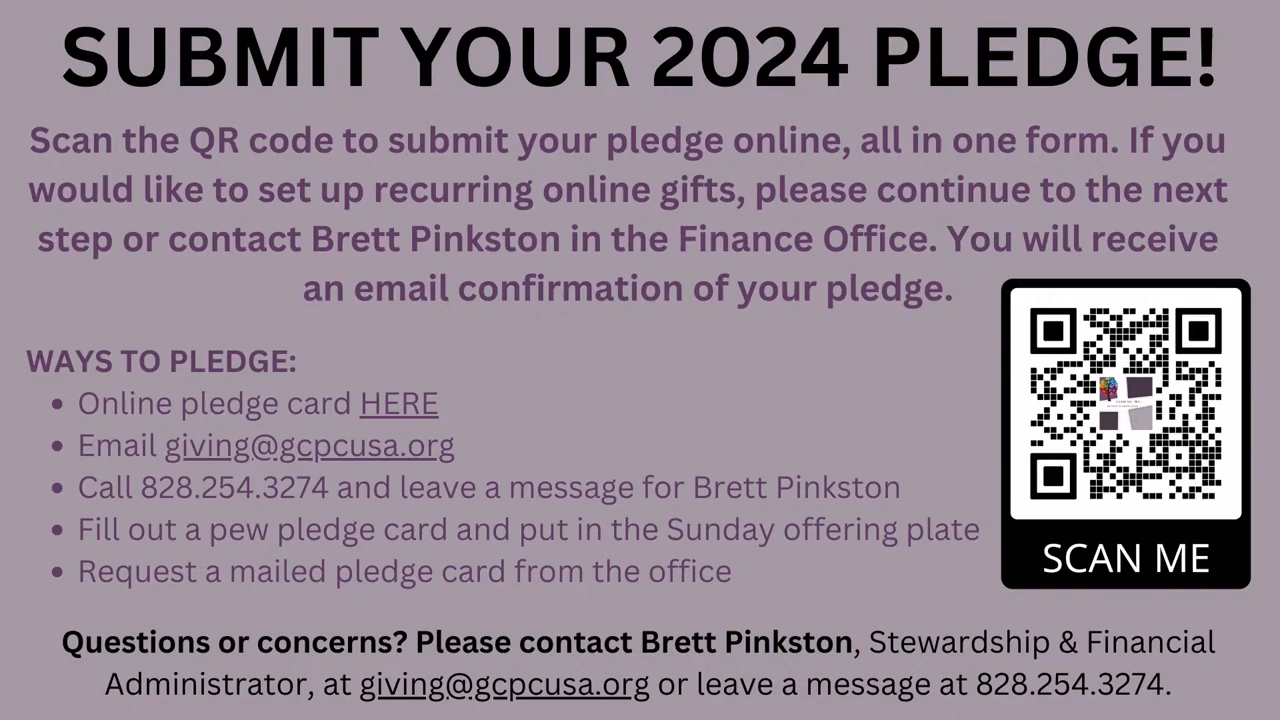 SUBMIT YOUR 2024 PLEDGE!
Scan the QR code to submit your pledge online, all in one form. If you
would like to set up recurring online gifts, please continue to the next
step or contact Brett Pinkston in the Finance Office. You will receive
an email confirmation of your pledge.
WAYS TO PLEDGE:
• Online pledge card HERE
• Email giving@gcpcusa.org
• Call 828.254.3274 and leave a message for Brett Pinkston
• Fill out a pew pledge card and put in the Sunday offering plate
• Request a mailed pledge card from the office
SCAN ME
Questions or concerns? Please contact Brett Pinkston, Stewardship & Financial
Administrator, at giving@gcpcusa.org or leave a message at 828.254.3274.